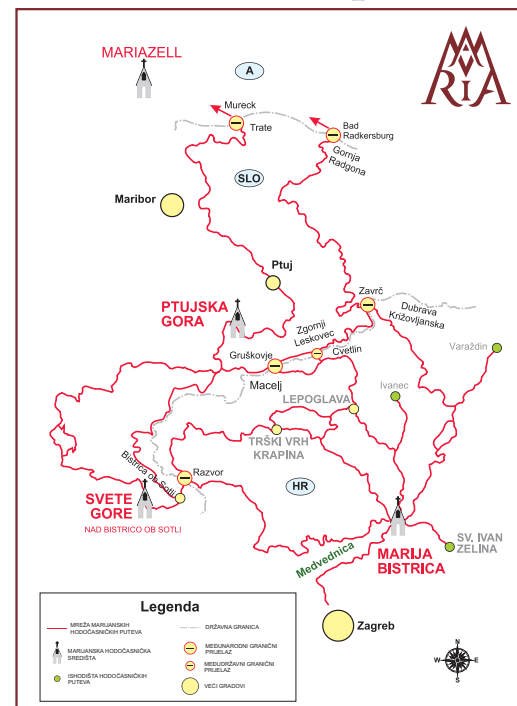 MARIAZELL
A
MARIA
Mureck
Trate
Bad
Radkersburg
Gornja
Radgona
SLO
Maribor
Ptuj
Zavrč
PTUJSKA
GORA
Zgornji
Leskovec
Dubrava
Križovljanska
Gruškovje
Cvetlin
Varaždin
Macelj
Ivanec
LEPOGLAVA
TRŠKI VRH
KRAPINA
Bistrica ob Sotli
Razvor
SVETE
GORE
NAD BISTRICO OB SOTLI
HR
SV. IVAN
ZELINA
MARIJA
BISTRICA
Medvednica
Zagreb
Legenda
MREŽA MARIJANSKIH
HODOČASNIČKIH PUTEVA
DRŽAVNA GRANICA
MARIJANSKA HODOČASNIČKA
SREDIŠTA
MEĐUNARODNI GRANIČNI
PRIJELAZ
ISHODIŠTA HODOČASNIČKIH
PUTEVA
MEĐUDRŽAVNI GRANIČNI
PRIJELAZ
VEĆI GRADOVI
N
W
E
S